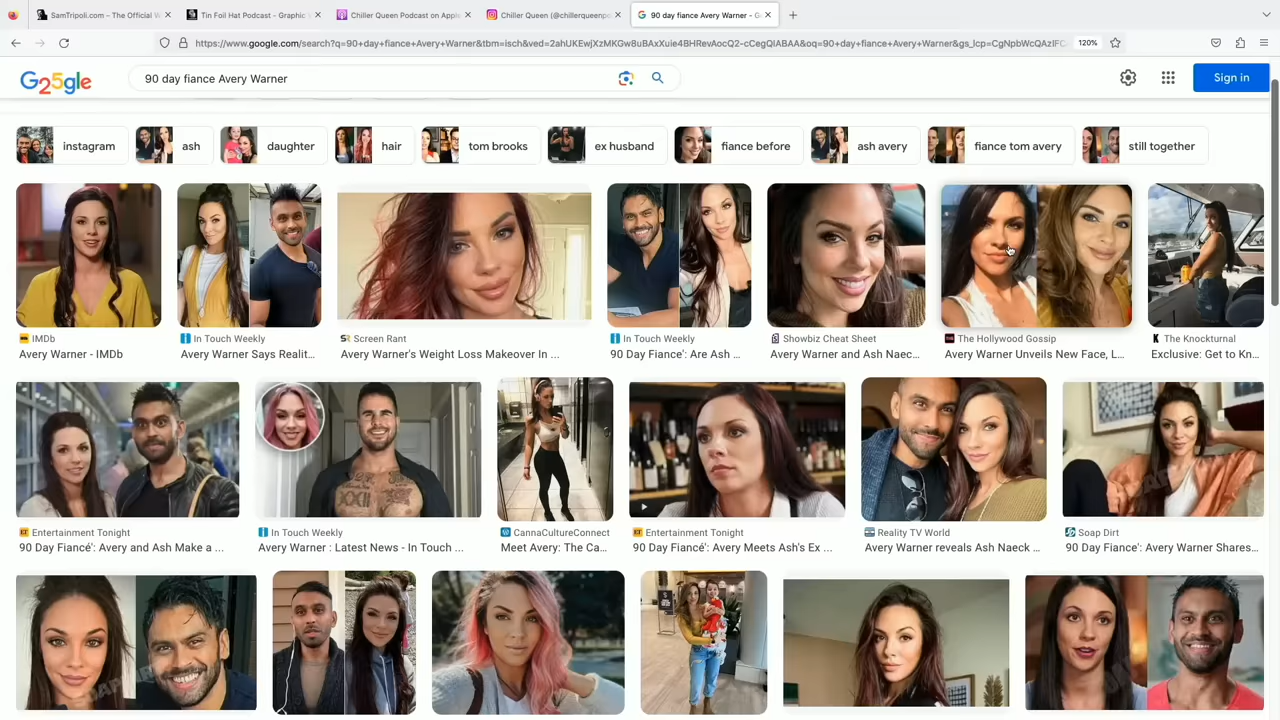 SamTripoli.com — The Official W
Tin Foil Hat Podcast - Graphic
Chiller Queen Podcast on Apple
Chiller Queen (@chillerqueenpo
90 day fiance Avery Warner - G
https://www.google.com/search?q=90+day+fiance+Avery+Warner&tbm=isch&ved=2ahUKEwjXzMKGw8uBAxXuie4BHRevAocQ2-cCegQIABAA&oq=90+day+fiance+Avery+Warner&gs_lcp=CgNpbWcQAzIFC
120%
G25gle
90 day fiance Avery Warner
Sign in
instagram
ash
daughter
hair
tom brooks
ex husband
fiance before
ash avery
fiance tom avery
still together
IMDb
Avery Warner - IMDb
In Touch Weekly
Avery Warner Says Realit...
Screen Rant
Avery Warner's Weight Loss Makeover In ...
In Touch Weekly
90 Day Fiance': Are Ash ...
Showbiz Cheat Sheet
Avery Warner and Ash Naec...
The Hollywood Gossip
Avery Warner Unveils New Face, L...
The Knockturnal
Exclusive: Get to Kn...
Entertainment Tonight
90 Day Fiancé': Avery and Ash Make a ...
In Touch Weekly
Avery Warner : Latest News - In Touch ...
CannaCultureConnect
Meet Avery: The Ca...
Entertainment Tonight
90 Day Fiancé': Avery Meets Ash's Ex ...
Reality TV World
Avery Warner reveals Ash Naeck ...
Soap Dirt
90 Day Fiance': Avery Warner Shares...